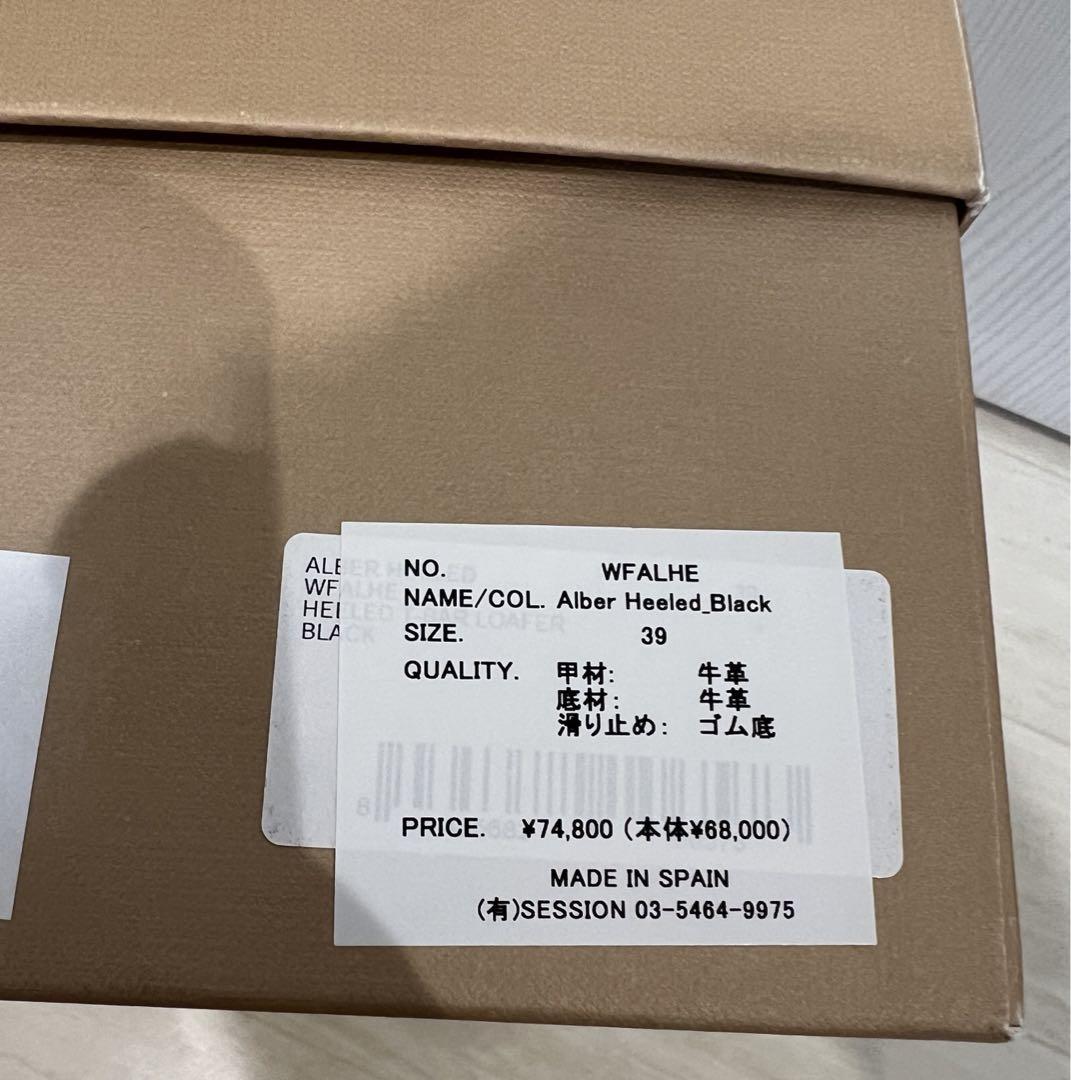 ALBER HEELED
WFALHE
HEELED T-BAR LOAFER
BLACK
39
NO. WFALHE
NAME/COL. Alber Heeled_Black
SIZE. 39
QUALITY. 甲材: 牛革
底材: 牛革
滑り止め: ゴム底
PRICE. ¥74,800 (本体¥68,000)
MADE IN SPAIN
(有)SESSION 03-5464-9975